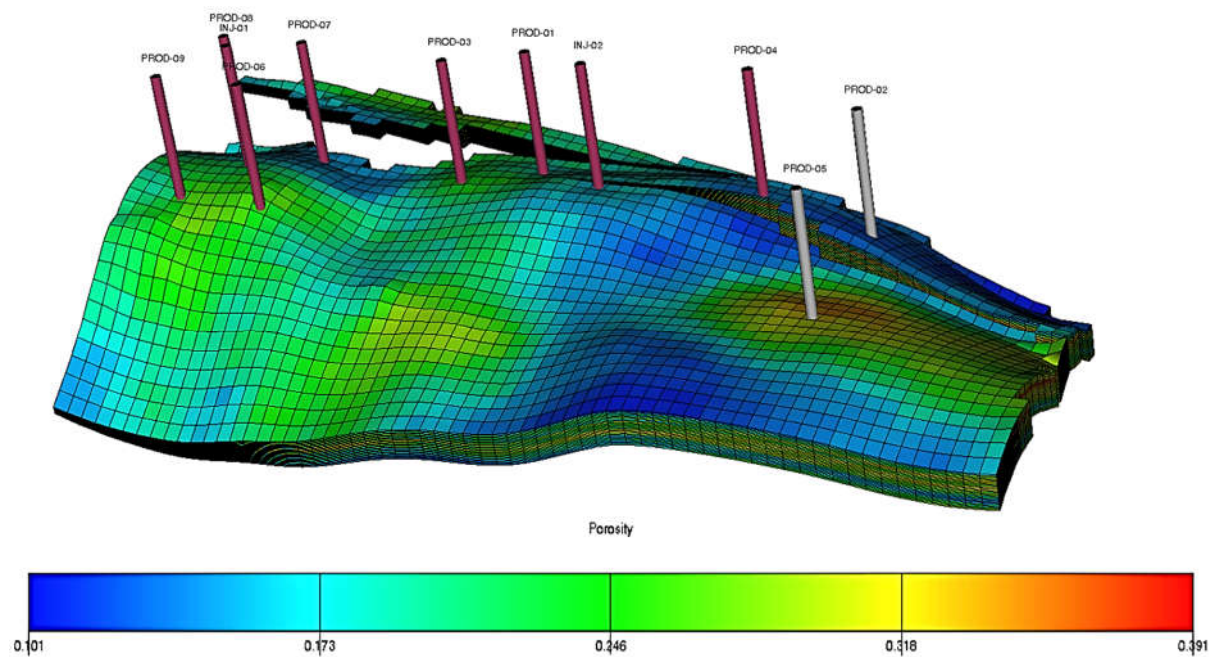 PROD-08
INJ-01
PROD-07
PROD-09
PROD-06
PROD-03
PROD-01
INJ-02
PROD-04
PROD-02
PROD-05
Porosity
0.101 0.173 0.246 0.318 0.391